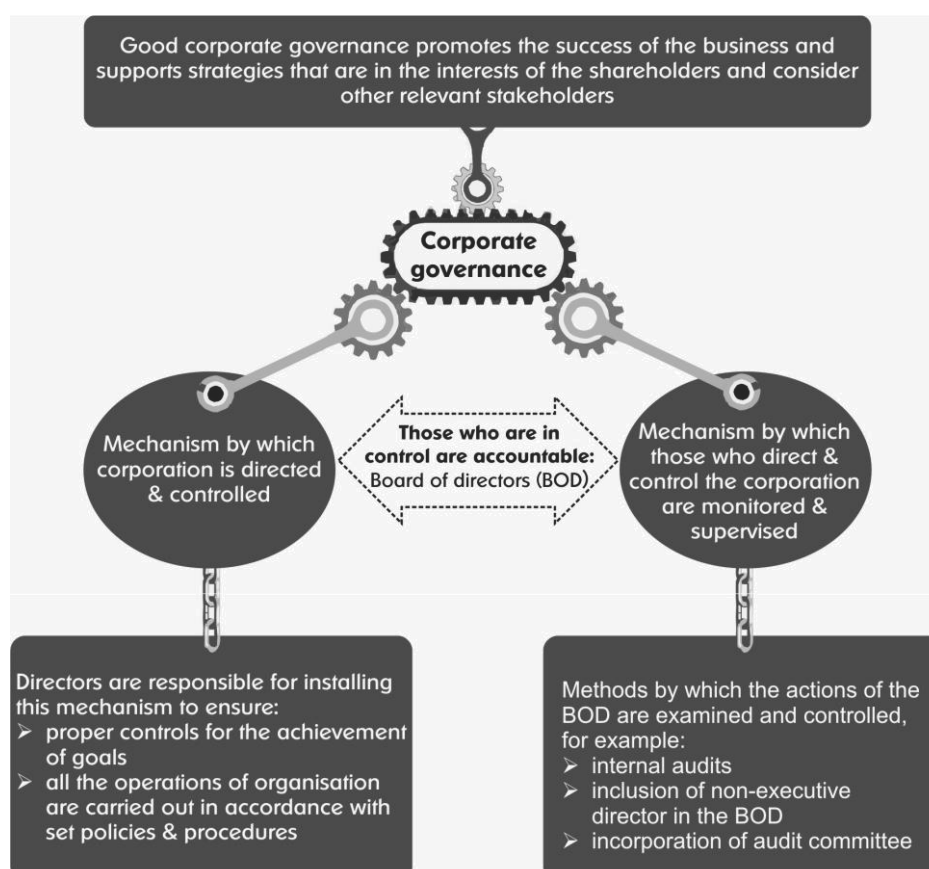 Good corporate governance promotes the success of the business and
supports strategies that are in the interests of the shareholders and consider
other relevant stakeholders
Corporate
governance
Mechanism by which
corporation is directed
& controlled
Those who are in
control are accountable:
Board of directors (BOD)
Mechanism by which
those who direct &
control the corporation
are monitored &
supervised
Directors are responsible for installing
this mechanism to ensure:
➢ proper controls for the achievement
of goals
➢ all the operations of organisation
are carried out in accordance with
set policies & procedures
Methods by which the actions of the
BOD are examined and controlled,
for example:
➢ internal audits
➢ inclusion of non-executive
director in the BOD
➢ incorporation of audit committee